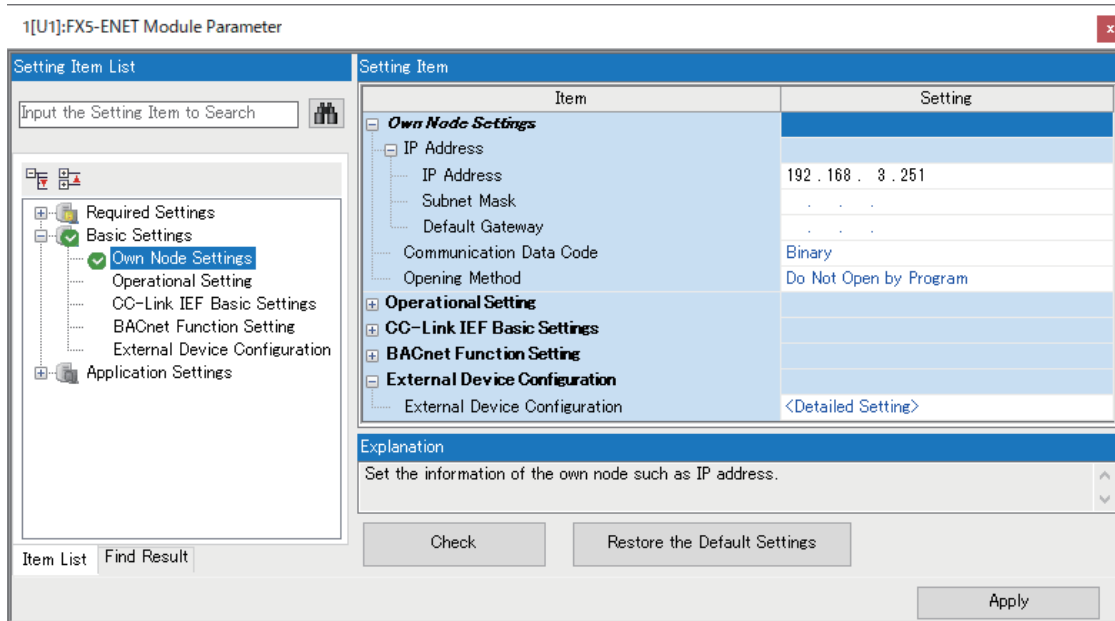 1[U1]:FX5-ENET Module Parameter
x
Setting Item List
Setting Item
Input the Setting Item to Search
Item Setting
Own Node Settings
IP Address
IP Address 192 . 168 . 3 . 251
Subnet Mask . . .
Default Gateway . . .
Communication Data Code Binary
Opening Method Do Not Open by Program
Operational Setting
CC-Link IEF Basic Settings
BACnet Function Setting
External Device Configuration
External Device Configuration <Detailed Setting>
Required Settings
Basic Settings
Own Node Settings
Operational Setting
CC-Link IEF Basic Settings
BACnet Function Setting
External Device Configuration
Application Settings
Explanation
Set the information of the own node such as IP address.
Check Restore the Default Settings
Item List Find Result
Apply